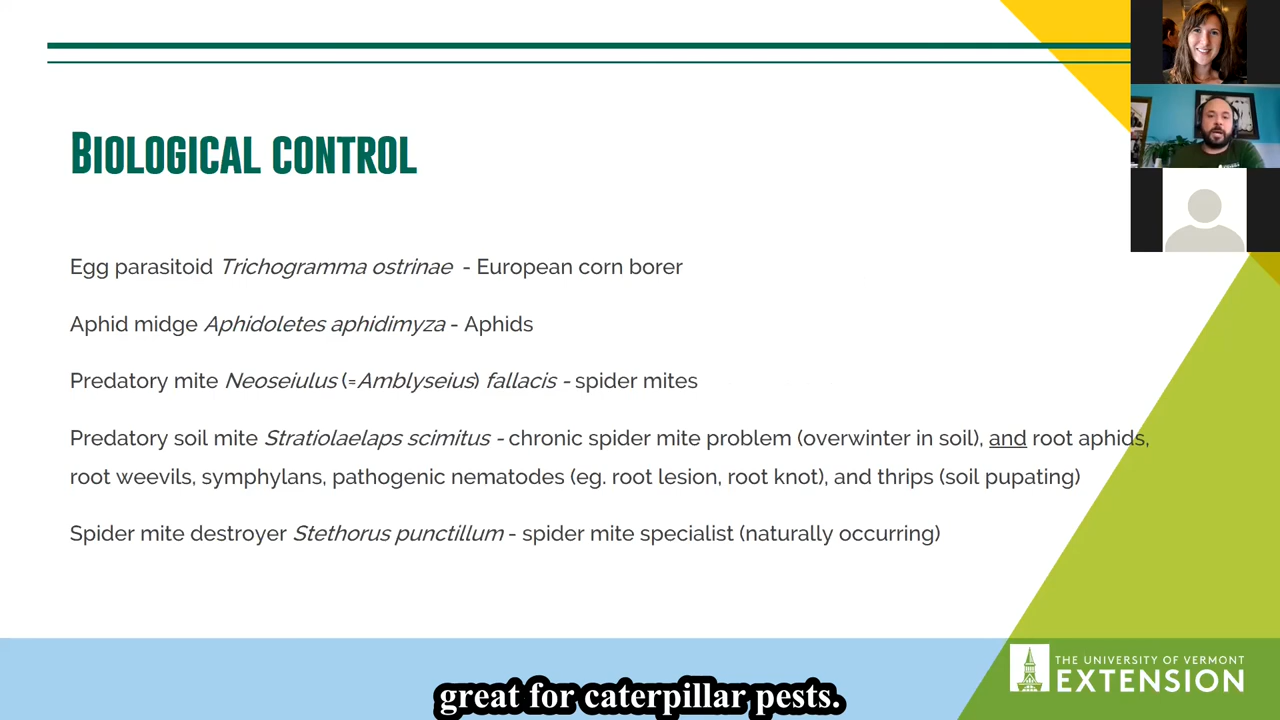 BIOLOGICAL CONTROL
Egg parasitoid Trichogramma ostrinae - European corn borer
Aphid midge Aphidoletes aphidimyza - Aphids
Predatory mite Neoseiulus (=Amblyseius) fallacis - spider mites
Predatory soil mite Stratiolaelaps scimitus - chronic spider mite problem (overwinter in soil), and root aphids,
root weevils, symphylans, pathogenic nematodes (eg. root lesion, root knot), and thrips (soil pupating)
Spider mite destroyer Stethorus punctillum - spider mite specialist (naturally occurring)
THE UNIVERSITY OF VERMONT
EXTENSION
great for caterpillar pests.